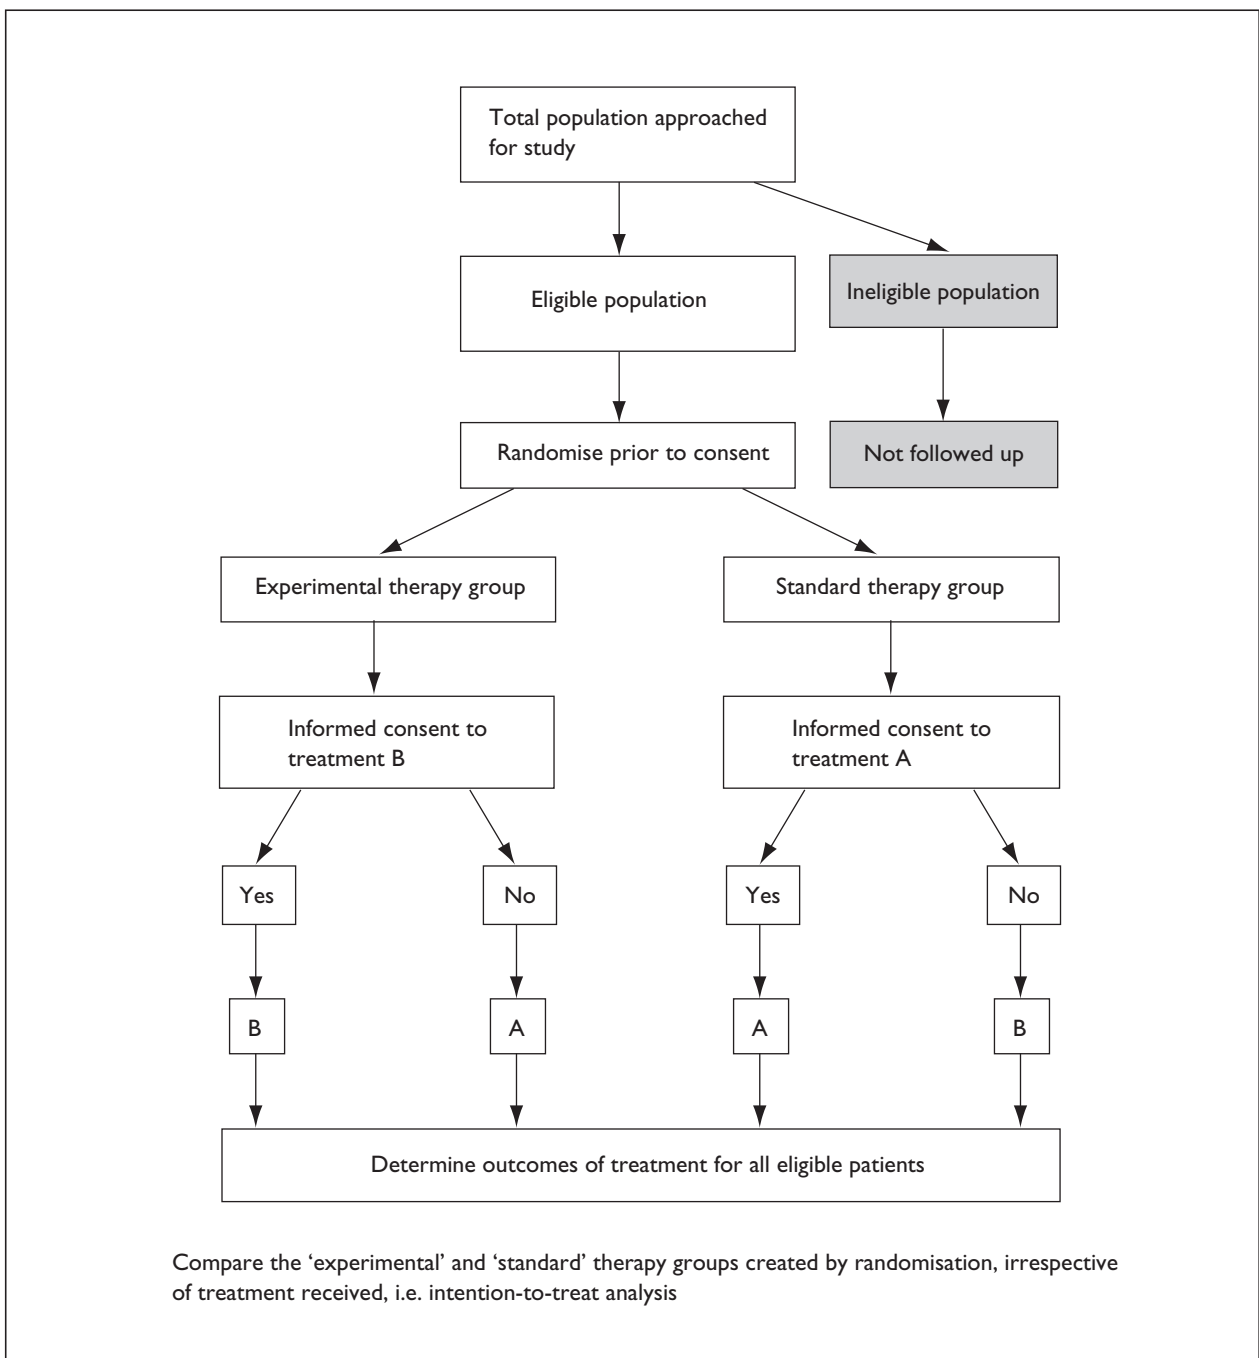 Total population approached
for study
Eligible population
Ineligible population
Randomise prior to consent
Not followed up
Experimental therapy group
Standard therapy group
Informed consent to
treatment B
Informed consent to
treatment A
Yes
No
Yes
No
B
A
A
B
Determine outcomes of treatment for all eligible patients
Compare the ‘experimental’ and ‘standard’ therapy groups created by randomisation, irrespective
of treatment received, i.e. intention-to-treat analysis